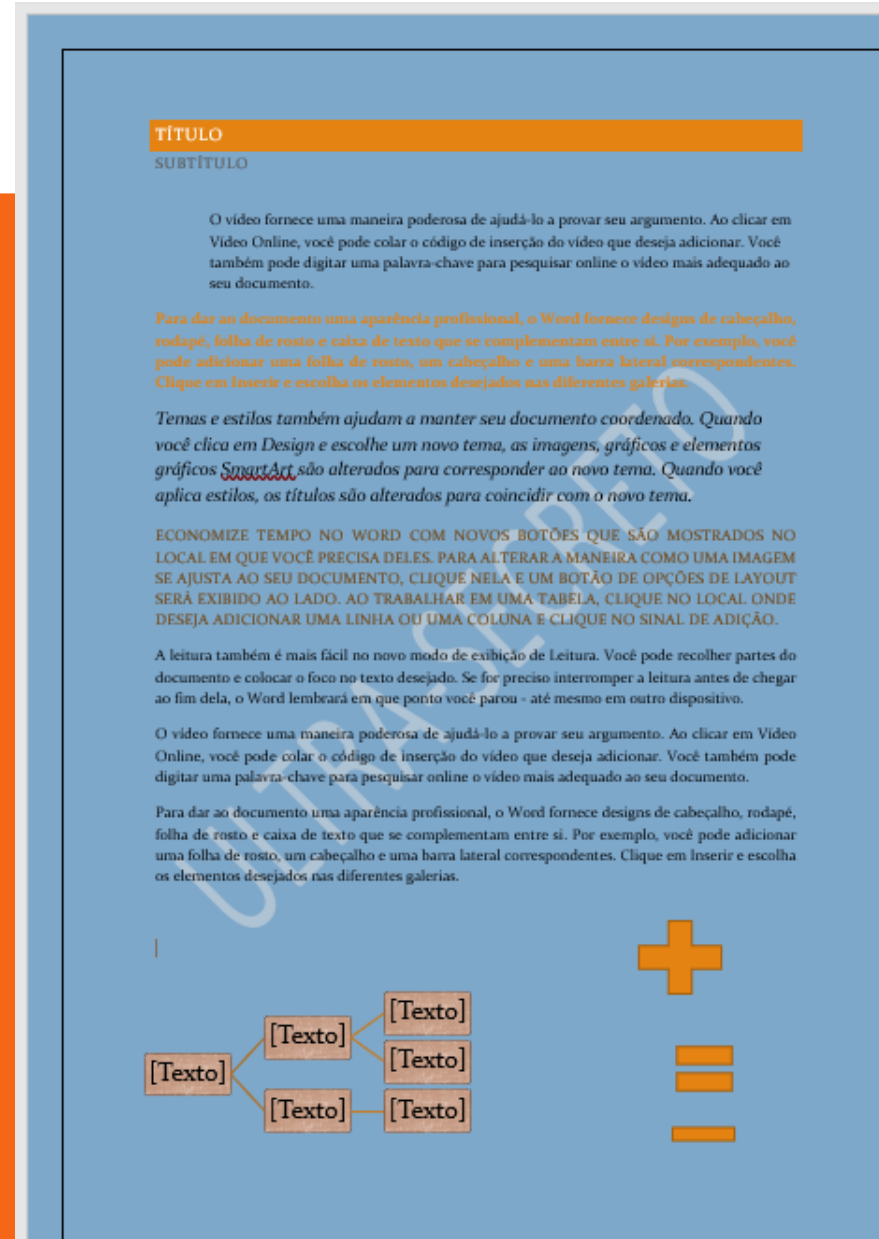 TÍTULO
SUBTÍTULO
O vídeo fornece uma maneira poderosa de ajudá-lo a provar seu argumento. Ao clicar em
Vídeo Online, você pode colar o código de inserção do vídeo que deseja adicionar. Você
também pode digitar uma palavra-chave para pesquisar online o vídeo mais adequado ao
seu documento.
Para dar ao documento uma aparência profissional, o Word fornece designs de cabeçalho,
rodapé, folha de rosto e caixa de texto que se complementam entre si. Por exemplo, você
pode adicionar uma folha de rosto, um cabeçalho e uma barra lateral correspondentes.
Clique em Inserir e escolha os elementos desejados nas diferentes galerias.
Temas e estilos também ajudam a manter seu documento coordenado. Quando
você clica em Design e escolhe um novo tema, as imagens, gráficos e elementos
gráficos SmartArt são alterados para corresponder ao novo tema. Quando você
aplica estilos, os títulos são alterados para coincidir com o novo tema.
ECONOMIZE TEMPO NO WORD COM NOVOS BOTÕES QUE SÃO MOSTRADOS NO
LOCAL EM QUE VOCÊ PRECISA DELES. PARA ALTERAR A MANEIRA COMO UMA IMAGEM
SE AJUSTA AO SEU DOCUMENTO, CLIQUE NELA E UM BOTÃO DE OPÇÕES DE LAYOUT
SERÁ EXIBIDO AO LADO. AO TRABALHAR EM UMA TABELA, CLIQUE NO LOCAL ONDE
DESEJA ADICIONAR UMA LINHA OU UMA COLUNA E CLIQUE NO SINAL DE ADIÇÃO.
A leitura também é mais fácil no novo modo de exibição de Leitura. Você pode recolher partes do
documento e colocar o foco no texto desejado. Se for preciso interromper a leitura antes de chegar
ao fim dela, o Word lembrará em que ponto você parou - até mesmo em outro dispositivo.
O vídeo fornece uma maneira poderosa de ajudá-lo a provar seu argumento. Ao clicar em Vídeo
Online, você pode colar o código de inserção do vídeo que deseja adicionar. Você também pode
digitar uma palavra-chave para pesquisar online o vídeo mais adequado ao seu documento.
Para dar ao documento uma aparência profissional, o Word fornece designs de cabeçalho, rodapé,
folha de rosto e caixa de texto que se complementam entre si. Por exemplo, você pode adicionar
uma folha de rosto, um cabeçalho e uma barra lateral correspondentes. Clique em Inserir e escolha
os elementos desejados nas diferentes galerias.
ULTRA-SECRETO
[Texto]
[Texto]
[Texto]
[Texto]
[Texto]
[Texto]